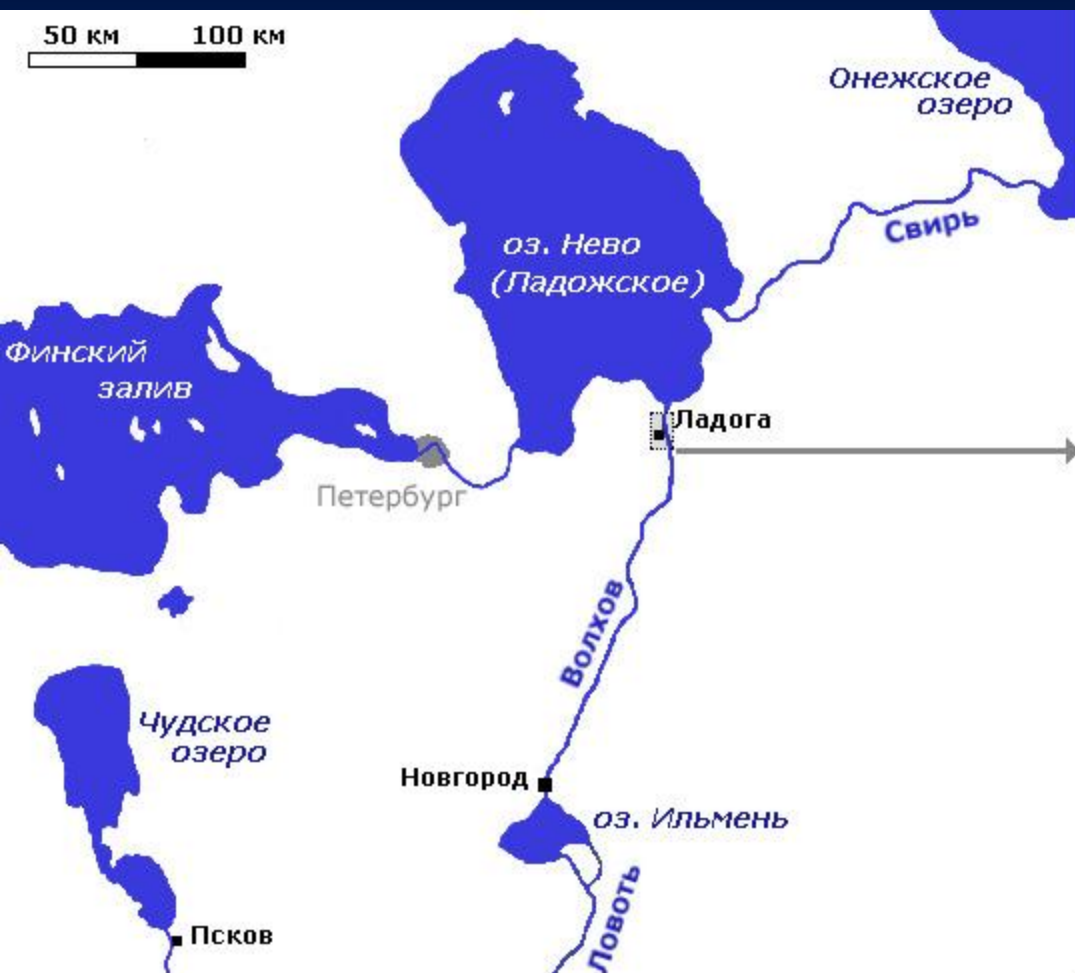 50 км 100 км
Онежское
озеро
Свирь
оз. Нево
(Ладожское)
Финский
залив
Ладога
Петербург
Волхов
Чудское
озеро
Новгород
оз. Ильмень
Ловоть
Псков